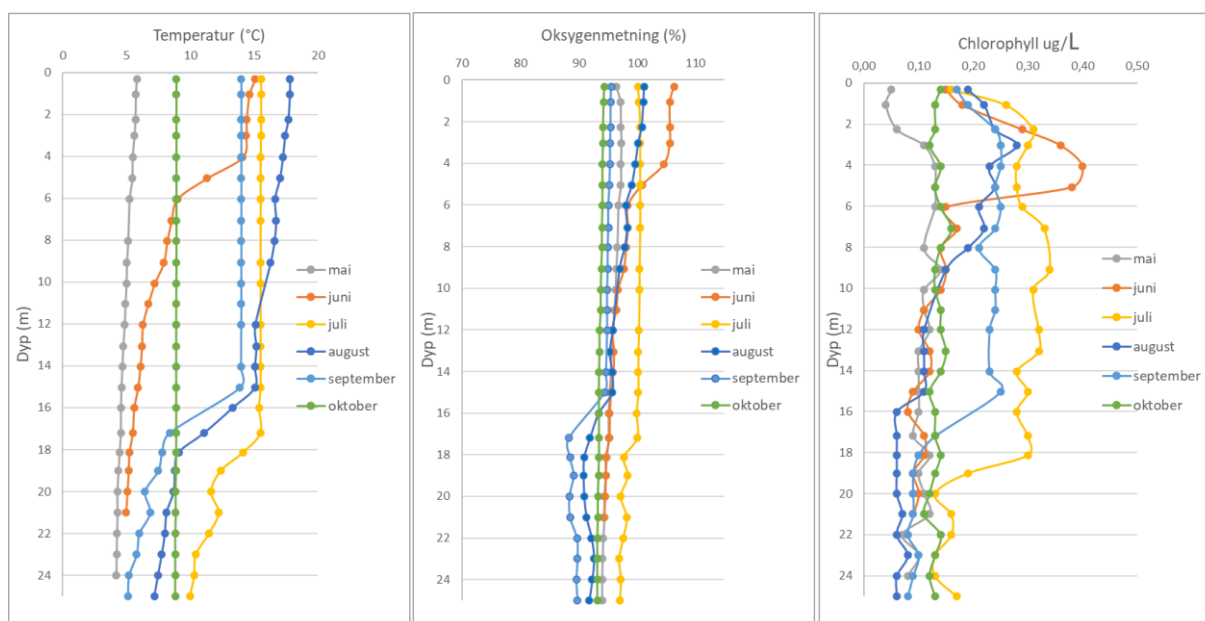 Temperatur (°C)
0 5 10 15 20
0
2
4
6
8
10
12
14
16
18
20
22
24
Dyp (m)
mai
juni
juli
august
september
oktober
Oksygenmetning (%)
70 80 90 100 110
0
2
4
6
8
10
12
14
16
18
20
22
24
Dyp (m)
mai
juni
juli
august
september
oktober
Chlorophyll ug/L
0,00 0,10 0,20 0,30 0,40 0,50
0
2
4
6
8
10
12
14
16
18
20
22
24
Dyp (m)
mai
juni
juli
august
september
oktober